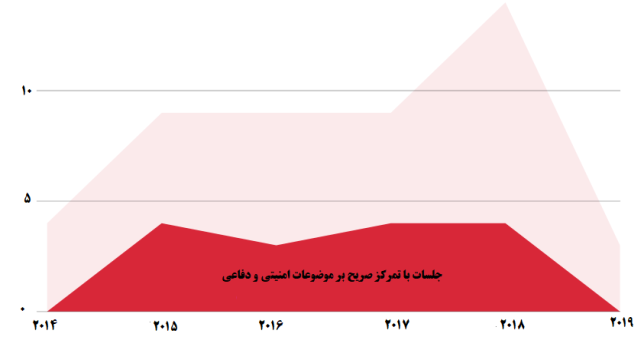 ۱۰
۵
جلسات با تمرکز صریح بر موضوعات امنیتی و دفاعی
۰
۲۰۱۴ ۲۰۱۵ ۲۰۱۶ ۲۰۱۷ ۲۰۱۸ ۲۰۱۹